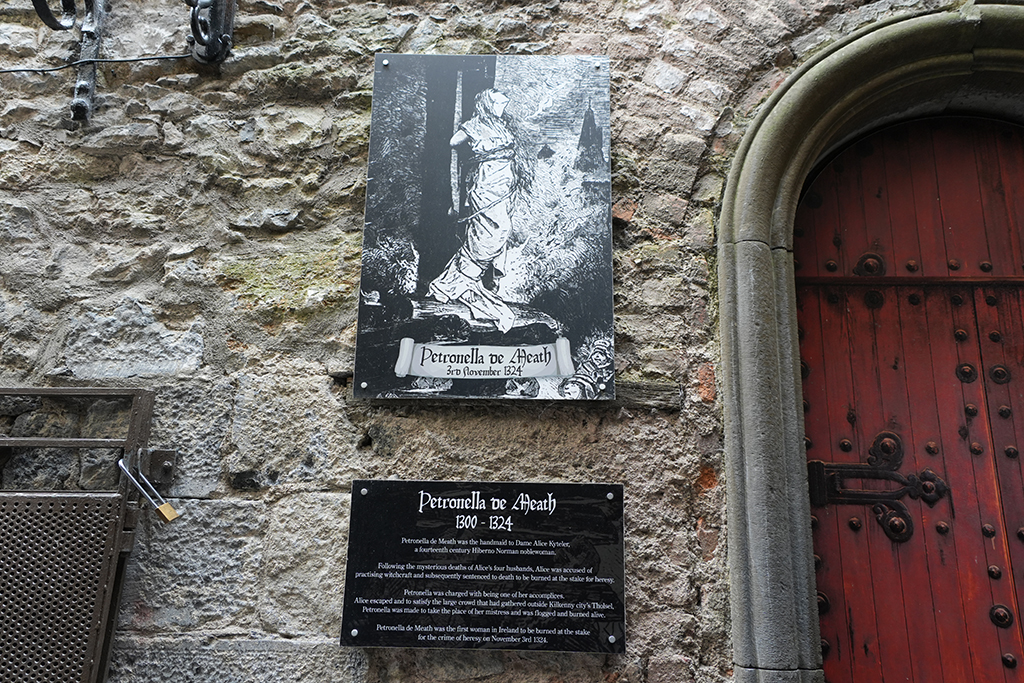 Petronella de Meath
3rd November 1324
Petronella de Meath
1300 - 1324
Petronella de Meath was the handmaid to Dame Alice Kyteler,
a fourteenth century Hiberno Norman noblewoman.
Following the mysterious deaths of Alice's four husbands, Alice was accused of
practising witchcraft and subsequently sentenced to death to be burned at the stake for heresy.
Petronella was charged with being one of her accomplices.
Alice escaped and to satisfy the large crowd that had gathered outside Kilkenny city's Tholsel,
Petronella was made to take the place of her mistress and was flogged and burned alive.
Petronella de Meath was the first woman in Ireland to be burned at the stake
for the crime of heresy on November 3rd 1324.